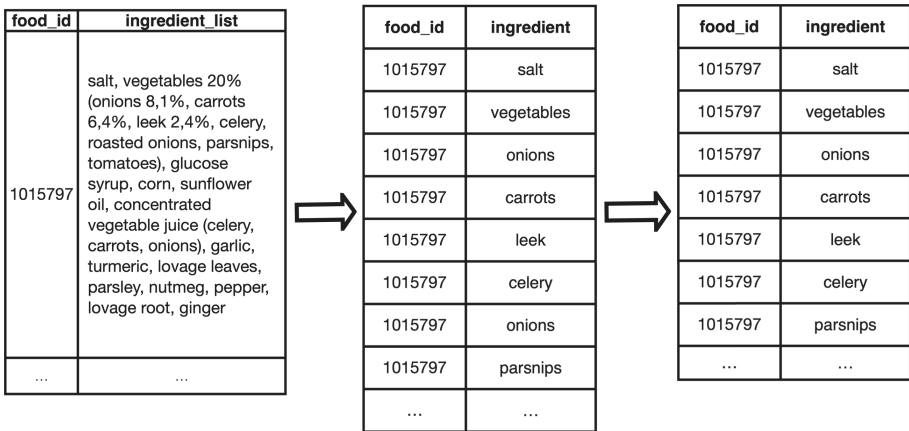 food_id ingredient_list
1015797
salt, vegetables 20%
(onions 8,1%, carrots
6,4%, leek 2,4%, celery,
roasted onions, parsnips,
tomatoes), glucose
syrup, corn, sunflower
oil, concentrated
vegetable juice (celery,
carrots, onions), garlic,
turmeric, lovage leaves,
parsley, nutmeg, pepper,
lovage root, ginger
... ...
food_id ingredient
1015797 salt
1015797 vegetables
1015797 onions
1015797 carrots
1015797 leek
1015797 celery
1015797 onions
1015797 parsnips
... ...
food_id ingredient
1015797 salt
1015797 vegetables
1015797 onions
1015797 carrots
1015797 leek
1015797 celery
1015797 parsnips
... ...